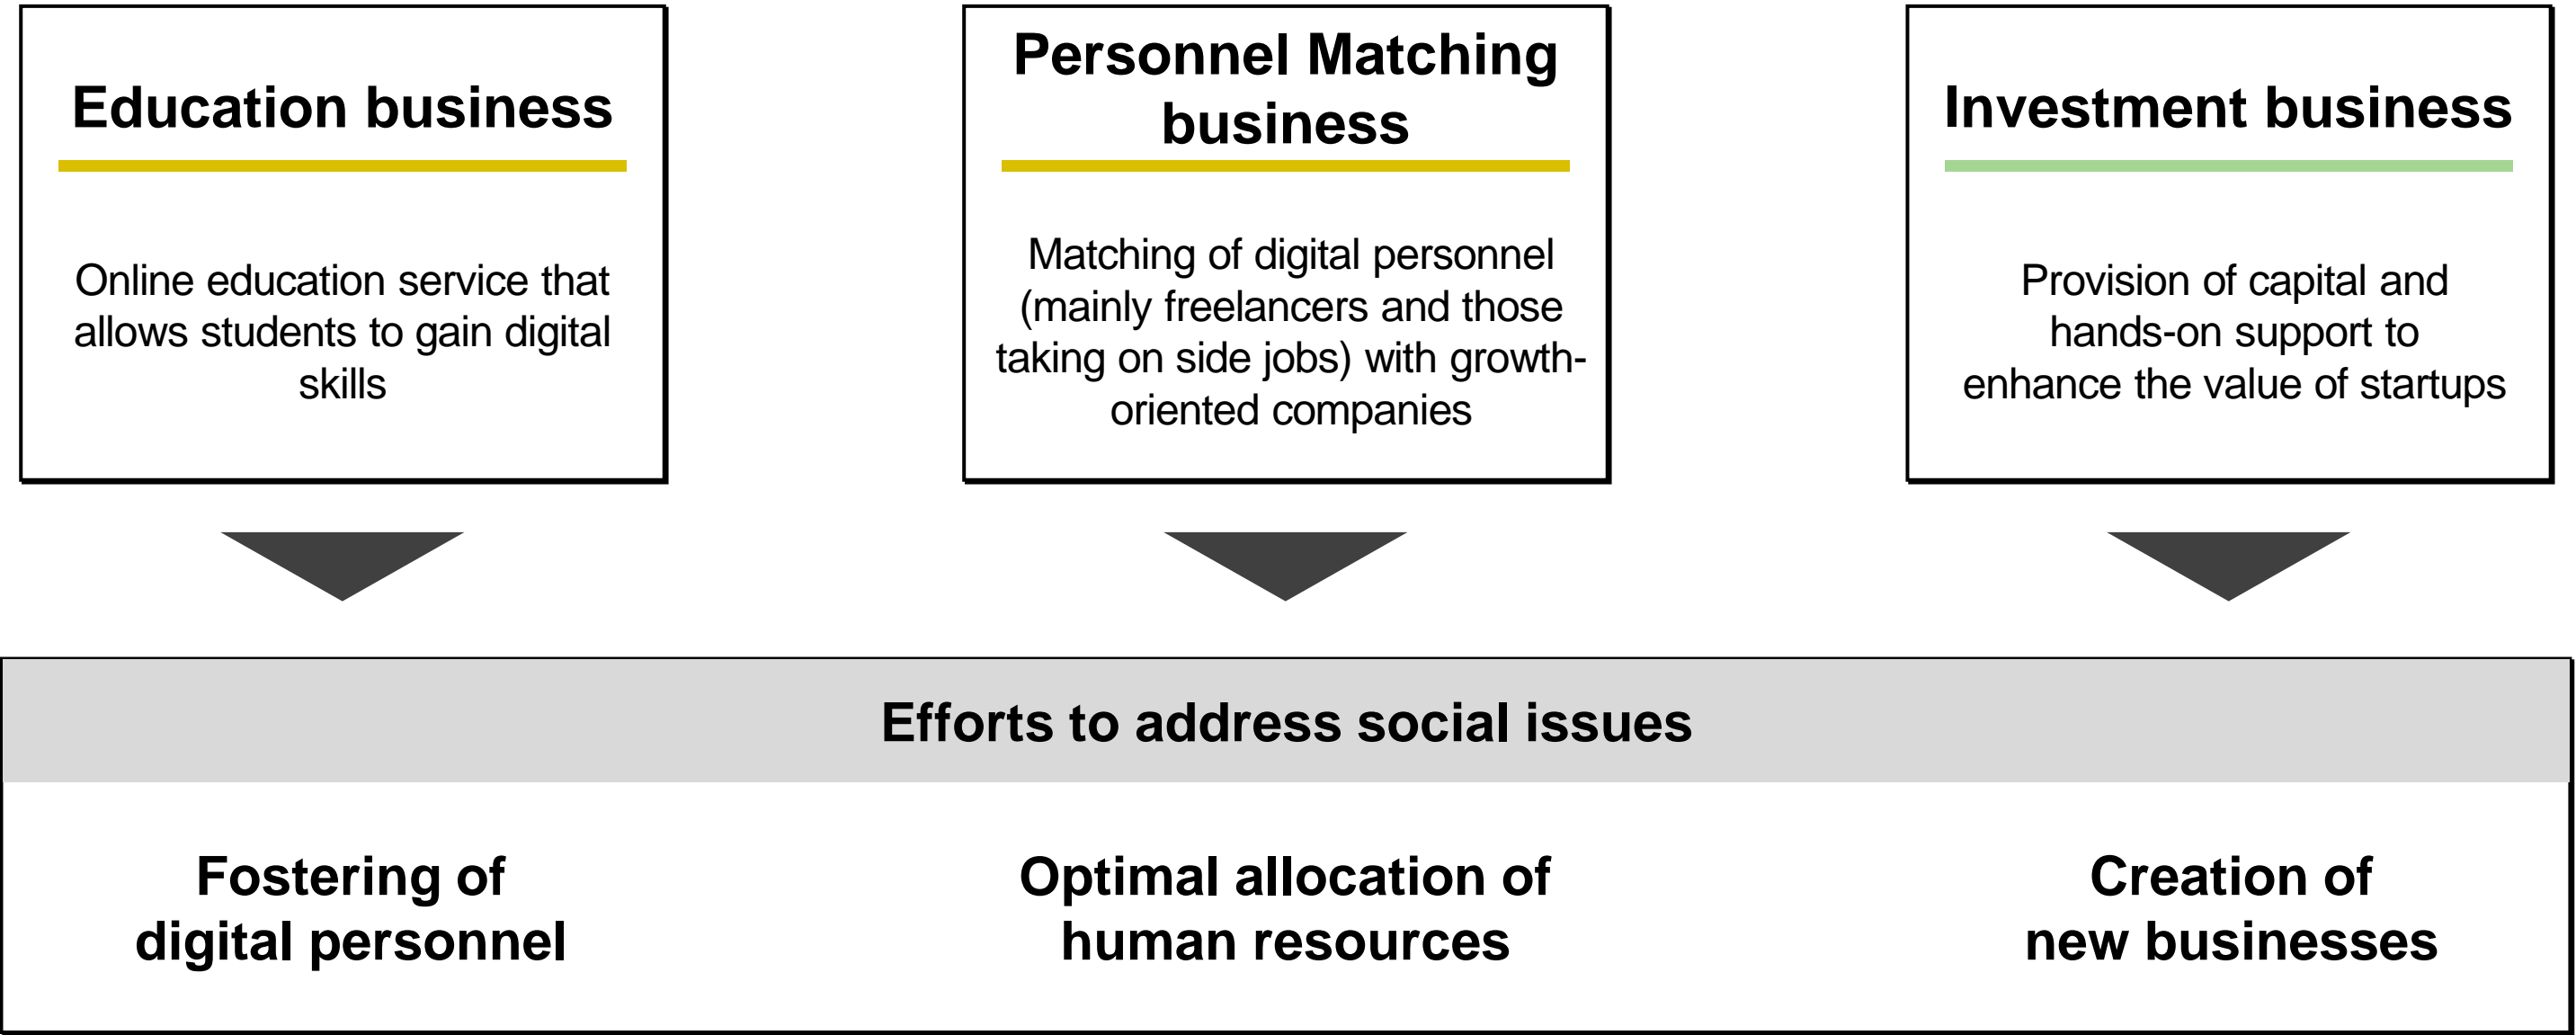 Education business
Online education service that
allows students to gain digital
skills
Personnel Matching
business
Matching of digital personnel
(mainly freelancers and those
taking on side jobs) with growth-
oriented companies
Investment business
Provision of capital and
hands-on support to
enhance the value of startups
Efforts to address social issues
Fostering of
digital personnel
Optimal allocation of
human resources
Creation of
new businesses